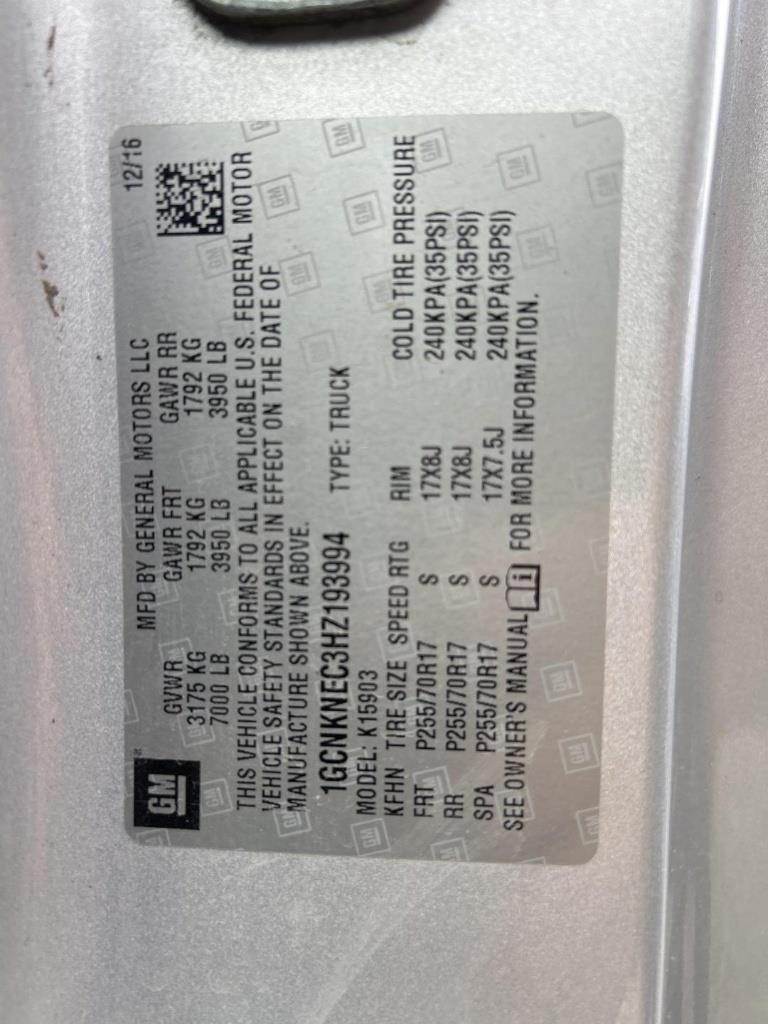 GM
MFD BY GENERAL MOTORS LLC 12/16
GVWR GAWR FRT GAWR RR
3175 KG 1792 KG 1792 KG
7000 LB 3950 LB 3950 LB
THIS VEHICLE CONFORMS TO ALL APPLICABLE U.S. FEDERAL MOTOR
VEHICLE SAFETY STANDARDS IN EFFECT ON THE DATE OF
MANUFACTURE SHOWN ABOVE.
1GCNKNEC3HZ193994 TYPE: TRUCK
MODEL: K15903
KFHN TIRE SIZE SPEED RTG RIM COLD TIRE PRESSURE
FRT P255/70R17 S 17X8J 240KPA(35PSI)
RR P255/70R17 S 17X8J 240KPA(35PSI)
SPA P255/70R17 S 17X7.5J 240KPA(35PSI)
SEE OWNER'S MANUAL i FOR MORE INFORMATION.